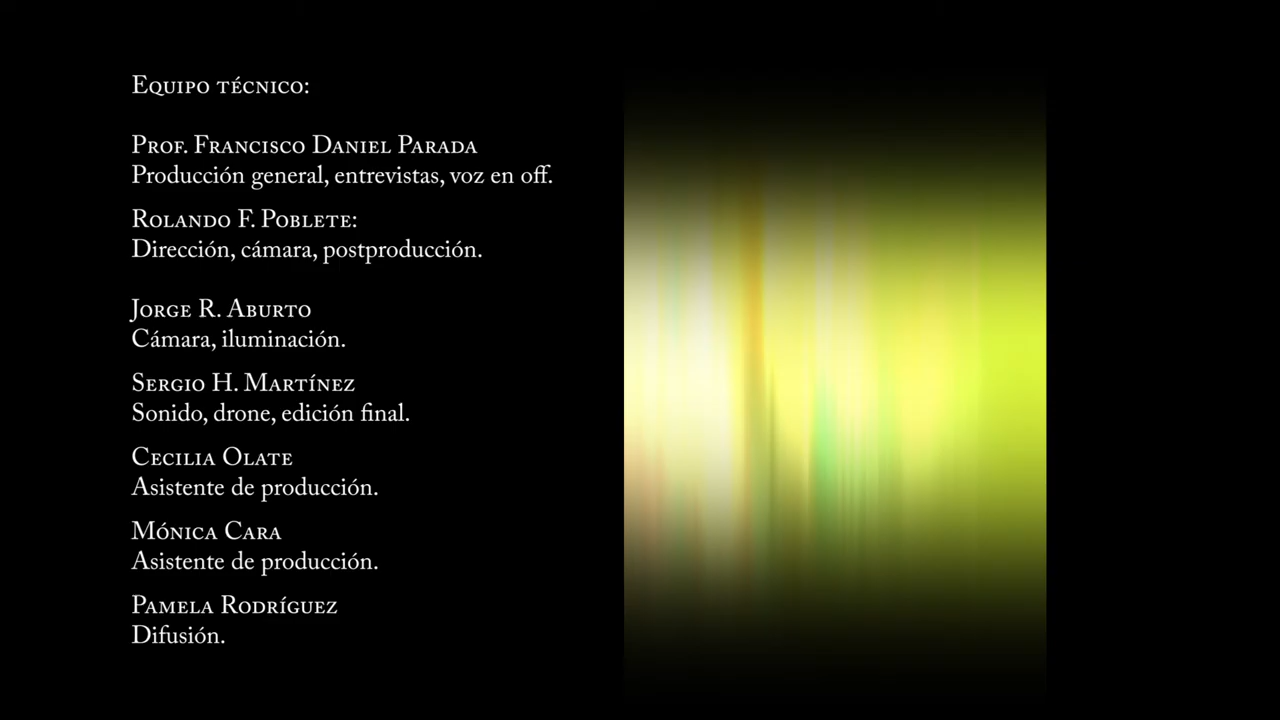 Equipo técnico:
Prof. Francisco Daniel Parada
Producción general, entrevistas, voz en off.
Rolando F. Poblete:
Dirección, cámara, postproducción.
Jorge R. Aburto
Cámara, iluminación.
Sergio H. Martínez
Sonido, drone, edición final.
Cecilia Olate
Asistente de producción.
Mónica Cara
Asistente de producción.
Pamela Rodríguez
Difusión.